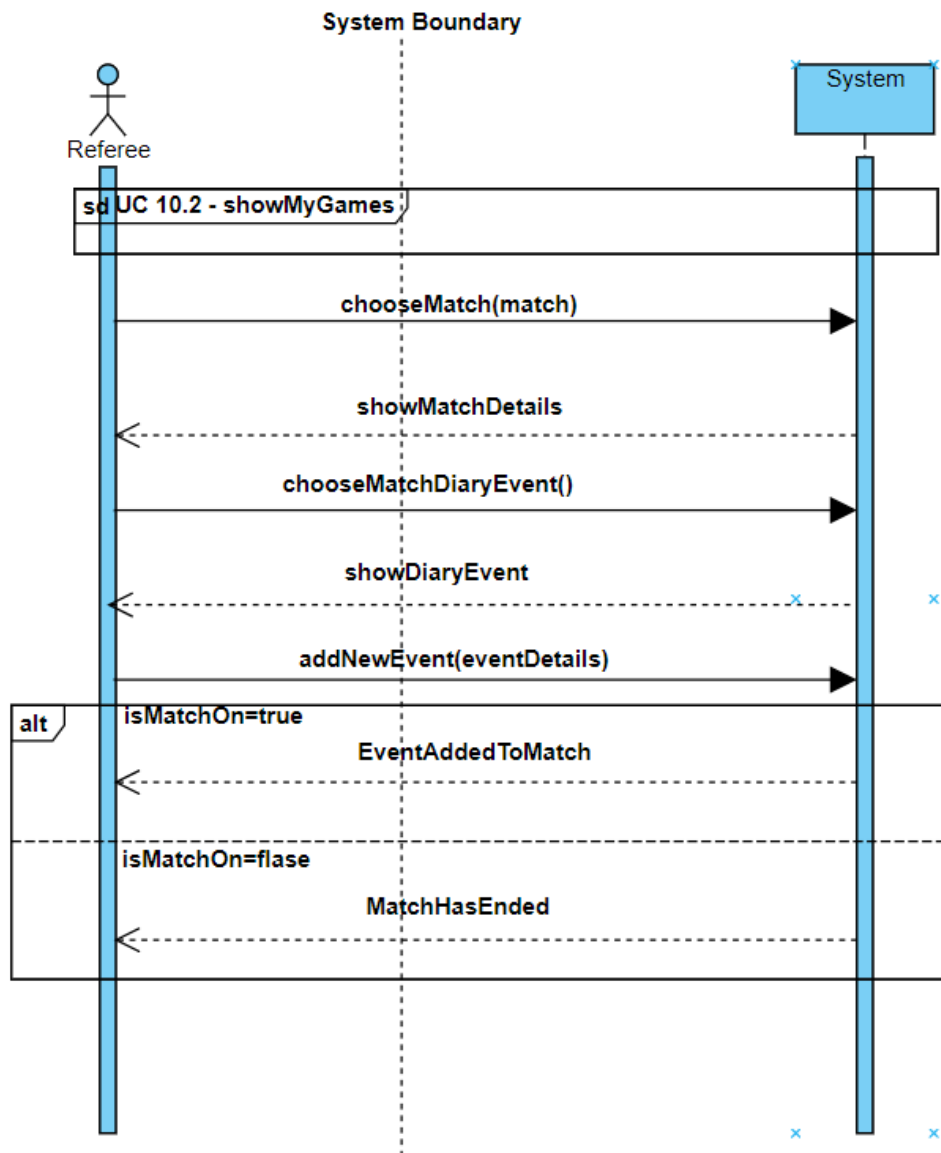 System Boundary
System
Referee
sd UC 10.2 - showMyGames
chooseMatch(match)
showMatchDetails
chooseMatchDiaryEvent()
showDiaryEvent
addNewEvent(eventDetails)
alt
isMatchOn=true
EventAddedToMatch
isMatchOn=flase
MatchHasEnded